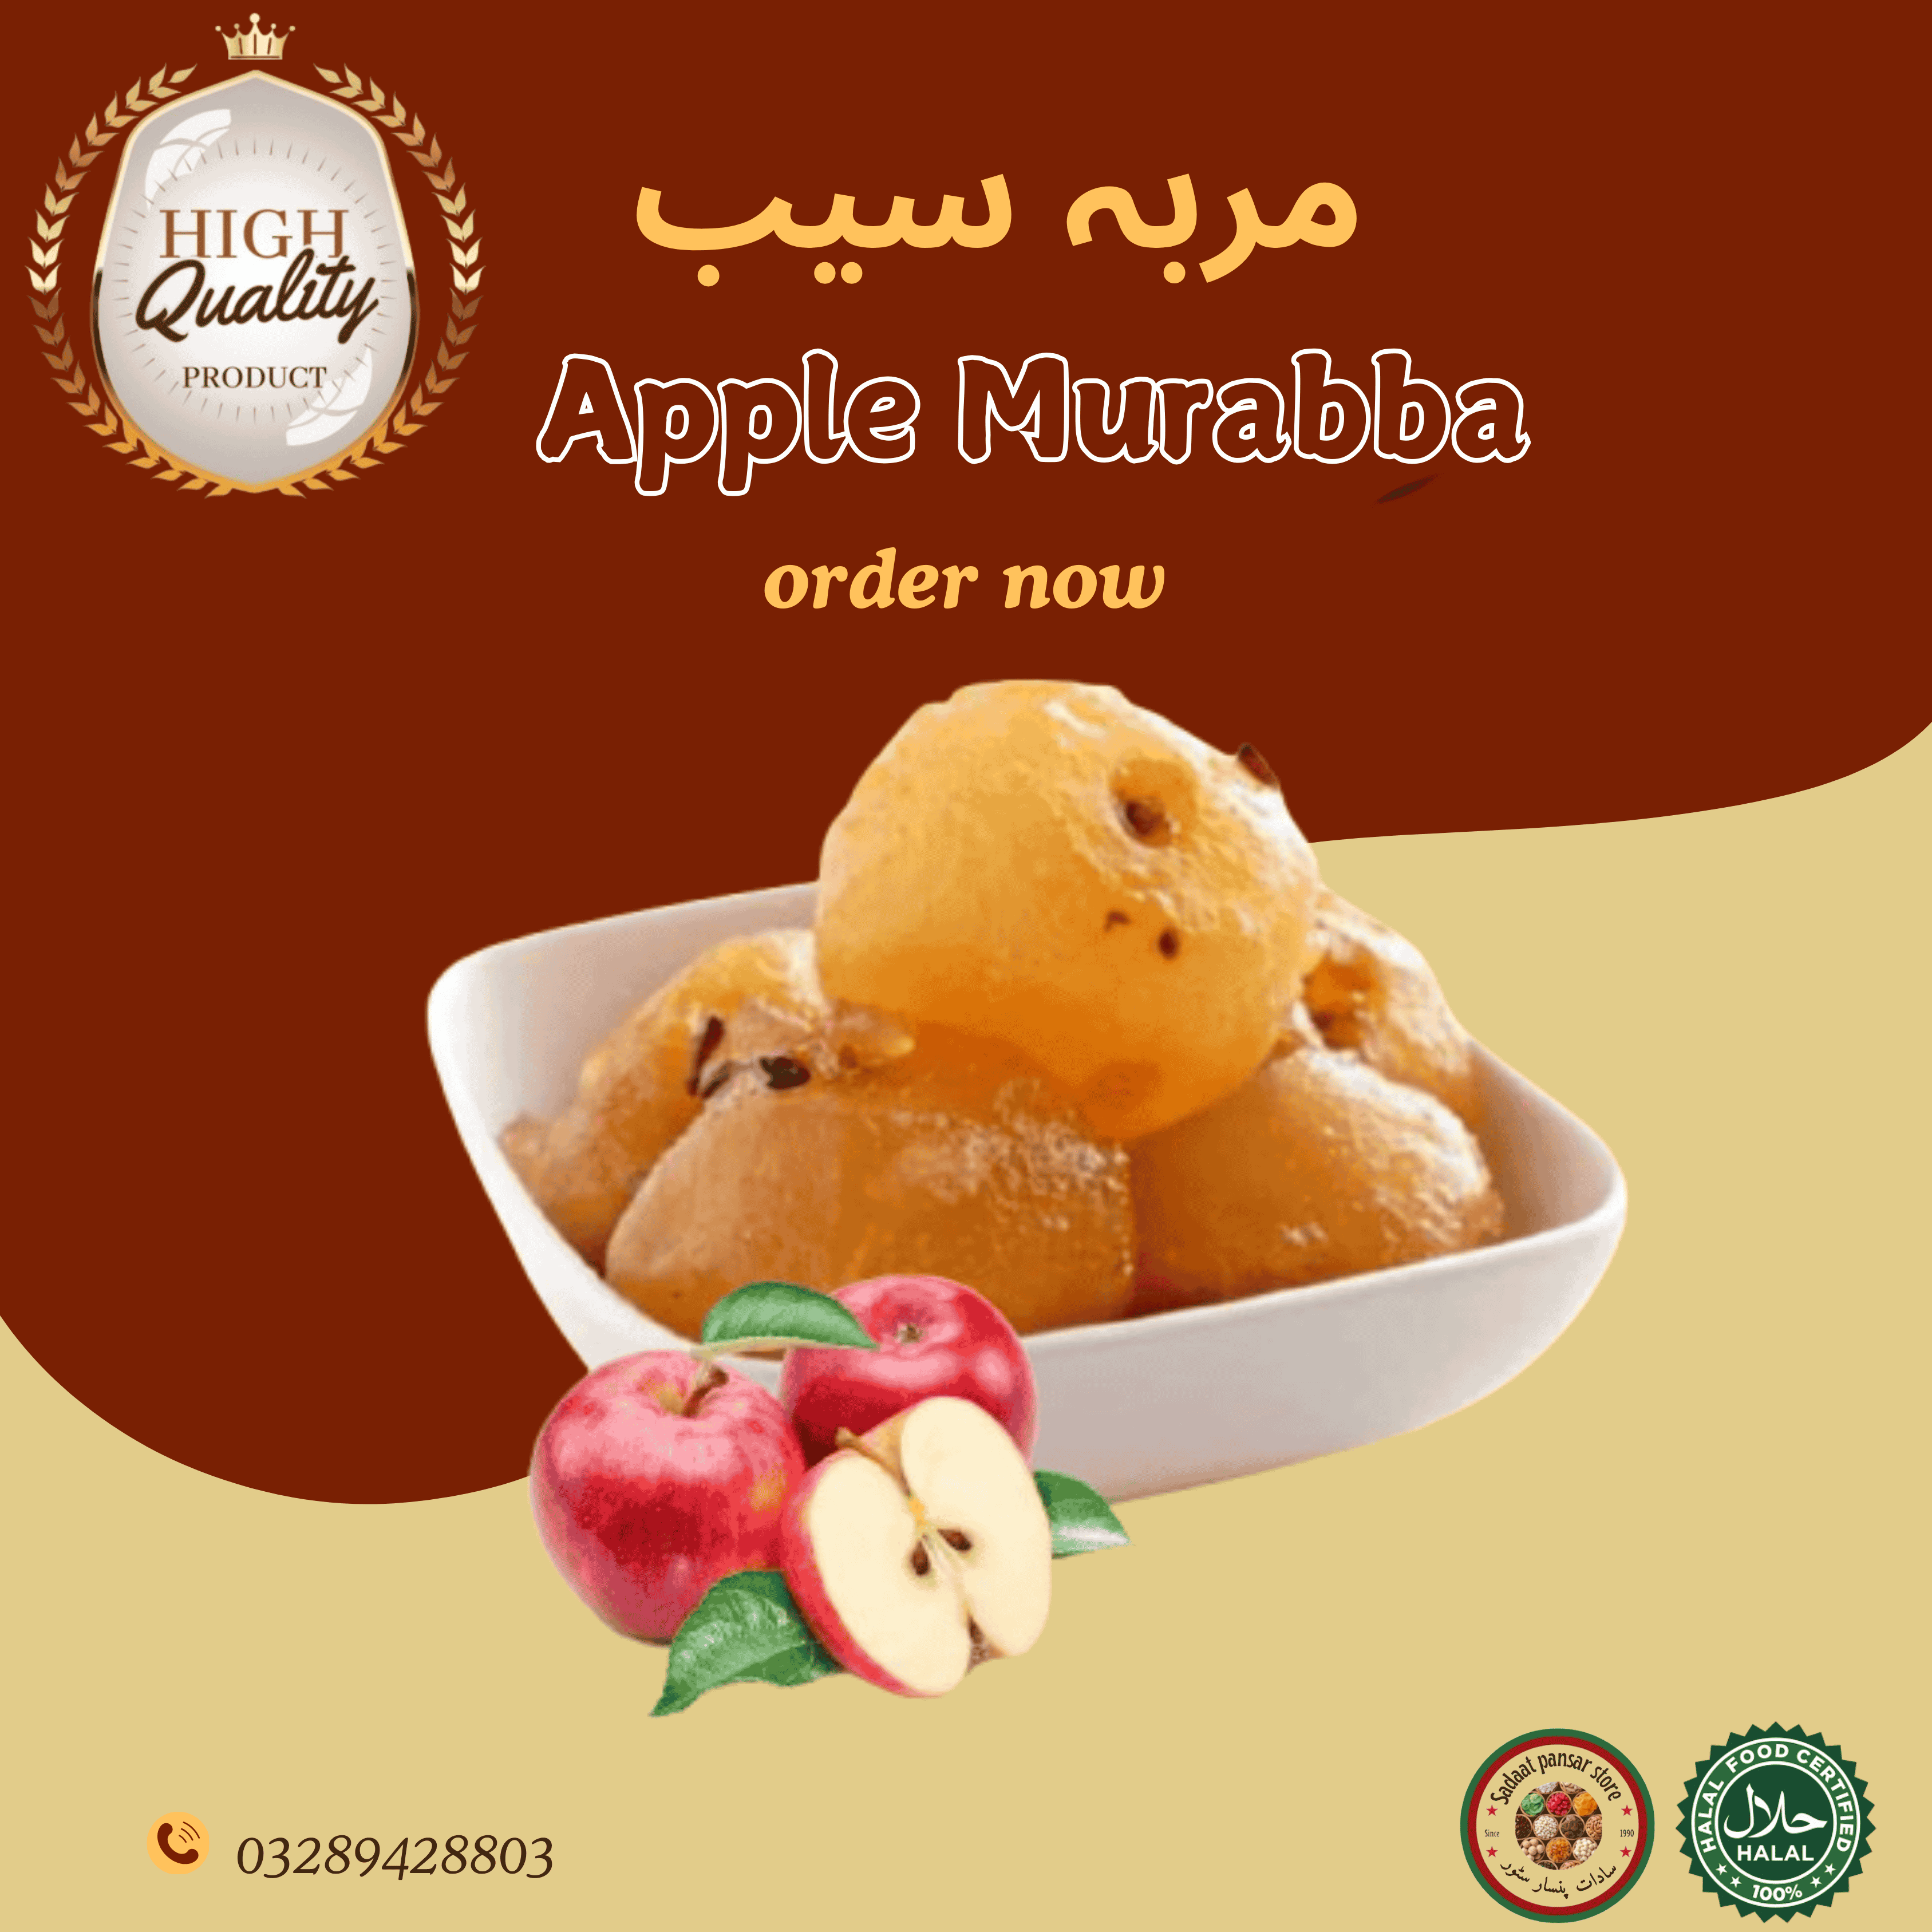 HIGH
Quality
PRODUCT
مربہ سیب
Apple Murabba
order now
03289428803
Sadaat pansar store
Since 1990
سادات پنسار سٹور
HALAL FOOD CERTIFIED
حلال
HALAL
100%